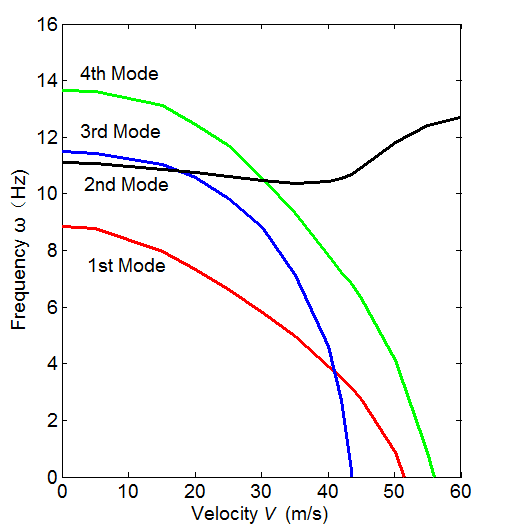 16
14
12
10
8
6
4
2
0
Frequency ω (Hz)
4th Mode
3rd Mode
2nd Mode
1st Mode
0 10 20 30 40 50 60
Velocity V (m/s)